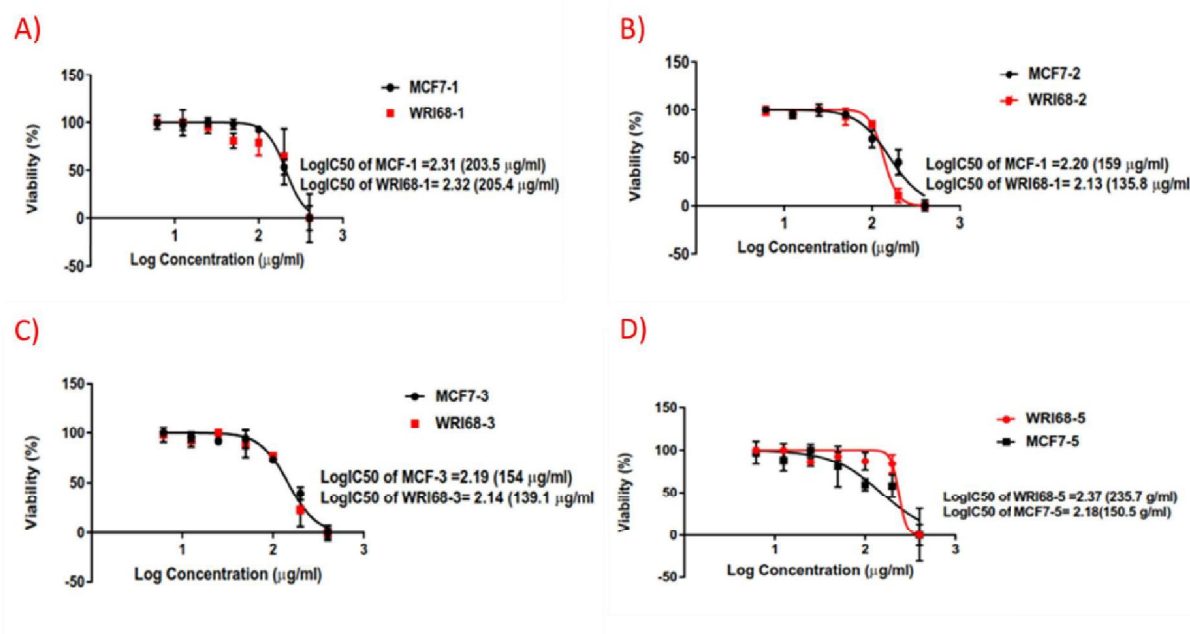 A)
150
100
50
0
-50
Viability (%)
1
2
3
Log Concentration (μg/ml)
MCF7-1
WRI68-1
LogIC50 of MCF-1 =2.31 (203.5 μg/ml)
LogIC50 of WRI68-1= 2.32 (205.4 μg/ml)
B)
150
100
50
0
-50
Viability (%)
1
2
3
Log Concentration (μg/ml)
MCF7-2
WRI68-2
LogIC50 of MCF-1 =2.20 (159 μg/ml)
LogIC50 of WRI68-1= 2.13 (135.8 μg/ml)
C)
150
100
50
0
-50
Viability (%)
1
2
3
Log Concentration (μg/ml)
MCF7-3
WRI68-3
LogIC50 of MCF-3 =2.19 (154 μg/ml)
LogIC50 of WRI68-3= 2.14 (139.1 μg/ml
D)
150
100
50
0
-50
Viability (%)
1
2
3
Log Concentration (μg/ml)
WRI68-5
MCF7-5
LogIC50 of WRI68-5 =2.37 (235.7 g/ml)
LogIC50 of MCF7-5= 2.18(150.5 g/ml)